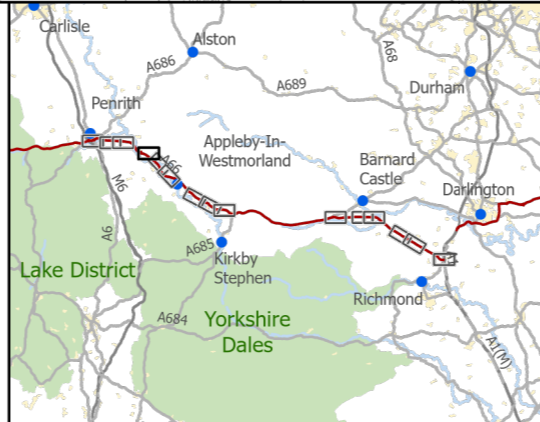 Carlisle
Alston
A686
A68
A689
Durham
Penrith
Appleby-In-
Westmorland
A66
Barnard
Castle
Darlington
M6
A6
A685
Lake District
Kirkby
Stephen
Richmond
A684
Yorkshire
Dales
A1(M)